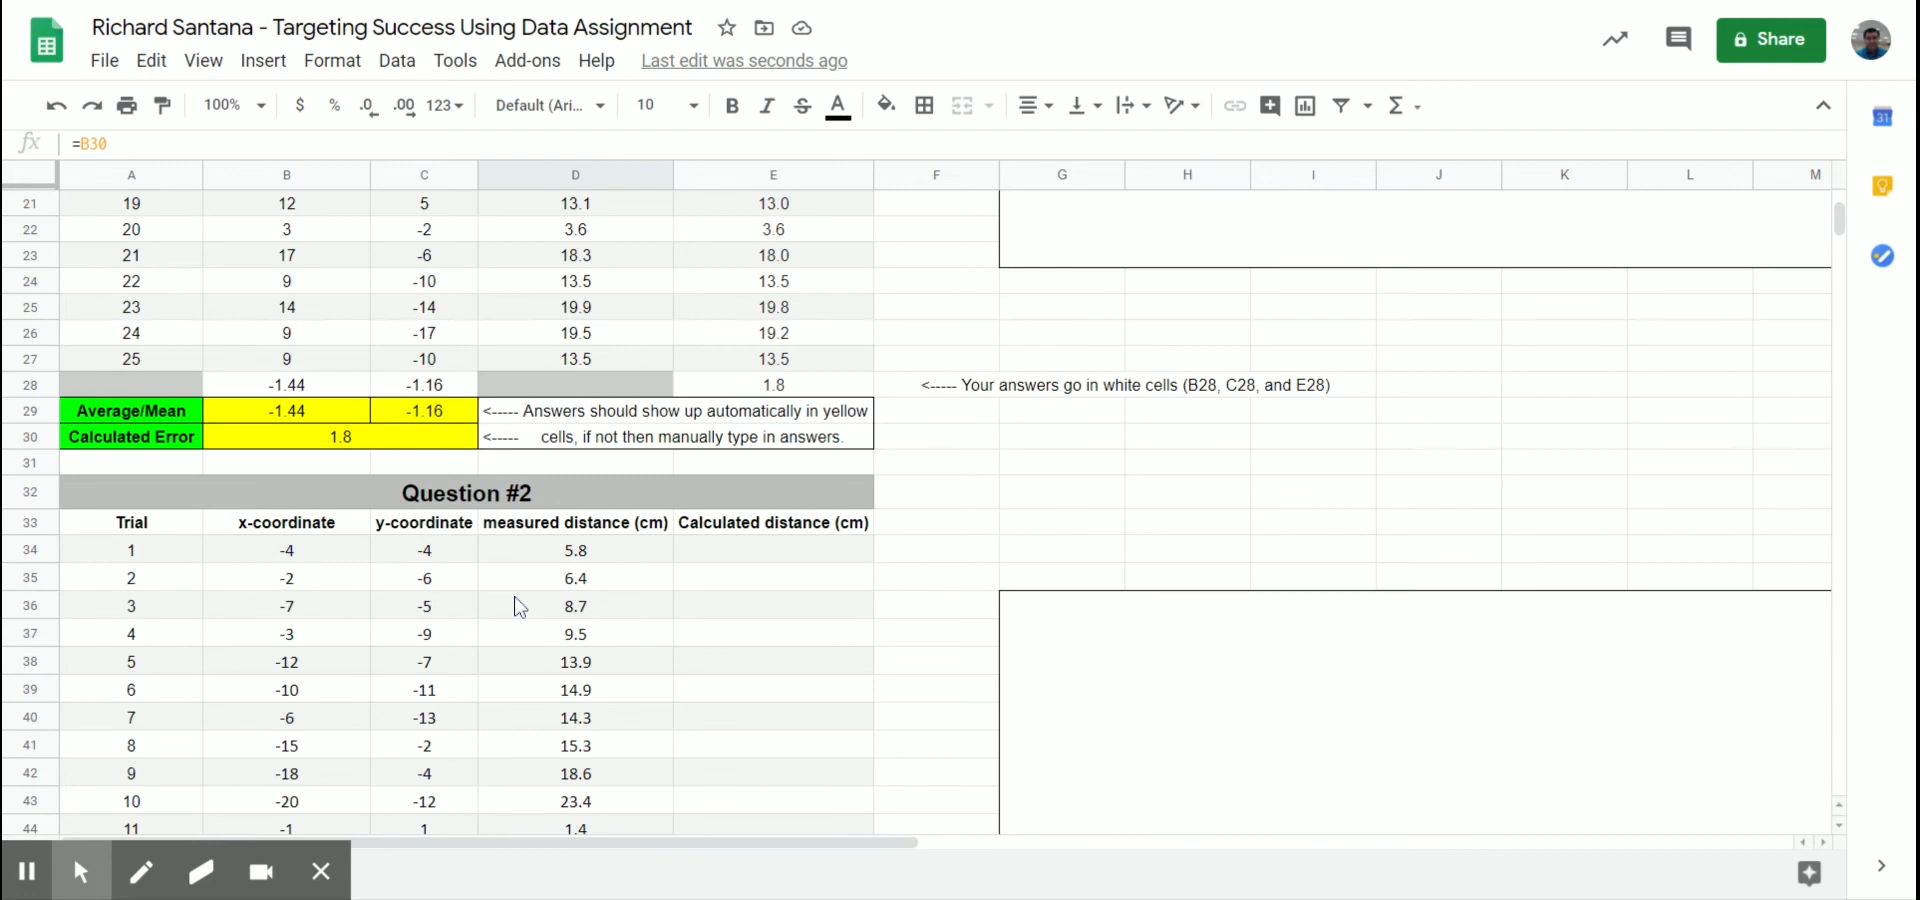 Richard Santana - Targeting Success Using Data Assignment
File Edit View Insert Format Data Tools Add-ons Help Last edit was seconds ago
Share
100% $ % .0 .00 123 Default (Ari... 10 B I S A Σ
31
fx =B30
A B C D E F G H I J K L M
21 19 12 5 13.1 13.0
22 20 3 -2 3.6 3.6
23 21 17 -6 18.3 18.0
24 22 9 -10 13.5 13.5
25 23 14 -14 19.9 19.8
26 24 9 -17 19.5 19.2
27 25 9 -10 13.5 13.5
28 -1.44 -1.16 1.8 <----- Your answers go in white cells (B28, C28, and E28)
29 Average/Mean -1.44 -1.16 <----- Answers should show up automatically in yellow
30 Calculated Error 1.8 <----- cells, if not then manually type in answers.
31
32 Question #2
33 Trial x-coordinate y-coordinate measured distance (cm) Calculated distance (cm)
34 1 -4 -4 5.8
35 2 -2 -6 6.4
36 3 -7 -5 8.7
37 4 -3 -9 9.5
38 5 -12 -7 13.9
39 6 -10 -11 14.9
40 7 -6 -13 14.3
41 8 -15 -2 15.3
42 9 -18 -4 18.6
43 10 -20 -12 23.4
44 11 -1 1 1.4